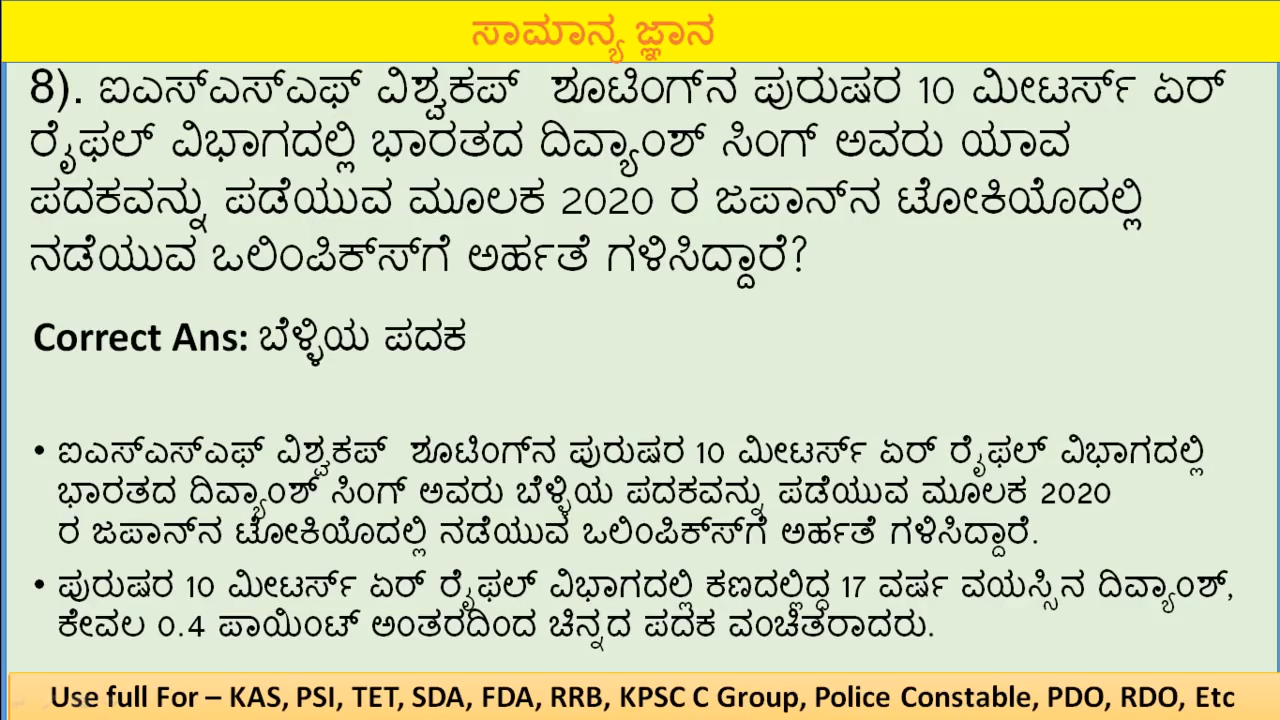 ಸಾಮಾನ್ಯ ಜ್ಞಾನ
8). ಐಎಸ್ಎಸ್ಎಫ್ ವಿಶ್ವಕಪ್ ಶೂಟಿಂಗ್‌ನ ಪುರುಷರ 10 ಮೀಟರ್ಸ್ ಏರ್
ರೈಫಲ್ ವಿಭಾಗದಲ್ಲಿ ಭಾರತದ ದಿವ್ಯಾಂಶ್ ಸಿಂಗ್ ಅವರು ಯಾವ
ಪದಕವನ್ನು ಪಡೆಯುವ ಮೂಲಕ 2020 ರ ಜಪಾನ್‌ನ ಟೋಕಿಯೊದಲ್ಲಿ
ನಡೆಯುವ ಒಲಿಂಪಿಕ್ಸ್‌ಗೆ ಅರ್ಹತೆ ಗಳಿಸಿದ್ದಾರೆ?
Correct Ans: ಬೆಳ್ಳಿಯ ಪದಕ
• ಐಎಸ್ಎಸ್ಎಫ್ ವಿಶ್ವಕಪ್ ಶೂಟಿಂಗ್‌ನ ಪುರುಷರ 10 ಮೀಟರ್ಸ್ ಏರ್ ರೈಫಲ್ ವಿಭಾಗದಲ್ಲಿ
ಭಾರತದ ದಿವ್ಯಾಂಶ್ ಸಿಂಗ್ ಅವರು ಬೆಳ್ಳಿಯ ಪದಕವನ್ನು ಪಡೆಯುವ ಮೂಲಕ 2020
ರ ಜಪಾನ್‌ನ ಟೋಕಿಯೊದಲ್ಲಿ ನಡೆಯುವ ಒಲಿಂಪಿಕ್ಸ್‌ಗೆ ಅರ್ಹತೆ ಗಳಿಸಿದ್ದಾರೆ.
• ಪುರುಷರ 10 ಮೀಟರ್ಸ್ ಏರ್ ರೈಫಲ್ ವಿಭಾಗದಲ್ಲಿ ಕಣದಲ್ಲಿದ್ದ 17 ವರ್ಷ ವಯಸ್ಸಿನ ದಿವ್ಯಾಂಶ್,
ಕೇವಲ 0.4 ಪಾಯಿಂಟ್ ಅಂತರದಿಂದ ಚಿನ್ನದ ಪದಕ ವಂಚಿತರಾದರು.
Use full For – KAS, PSI, TET, SDA, FDA, RRB, KPSC C Group, Police Constable, PDO, RDO, Etc